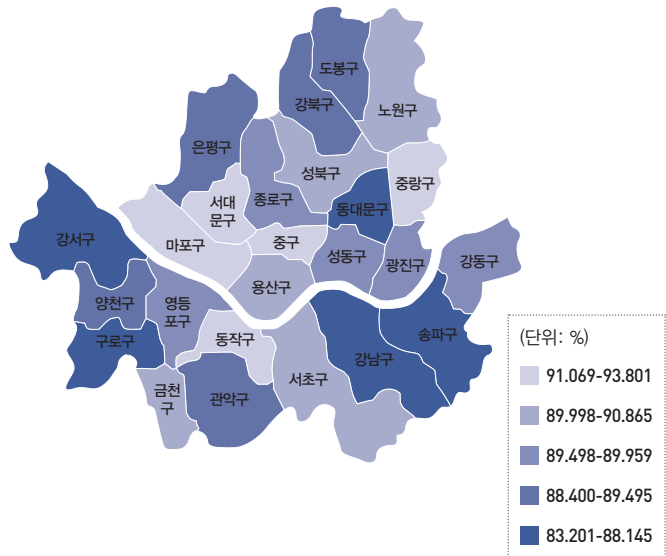 도봉구
강북구
노원구
은평구
성북구
중랑구
서대
문구
종로구
동대문구
강서구
마포구
중구
성동구
광진구
강동구
양천구
영등
포구
용산구
구로구
동작구
강남구
송파구
금천
구
관악구
서초구
(단위: %)
91.069-93.801
89.998-90.865
89.498-89.959
88.400-89.495
83.201-88.145